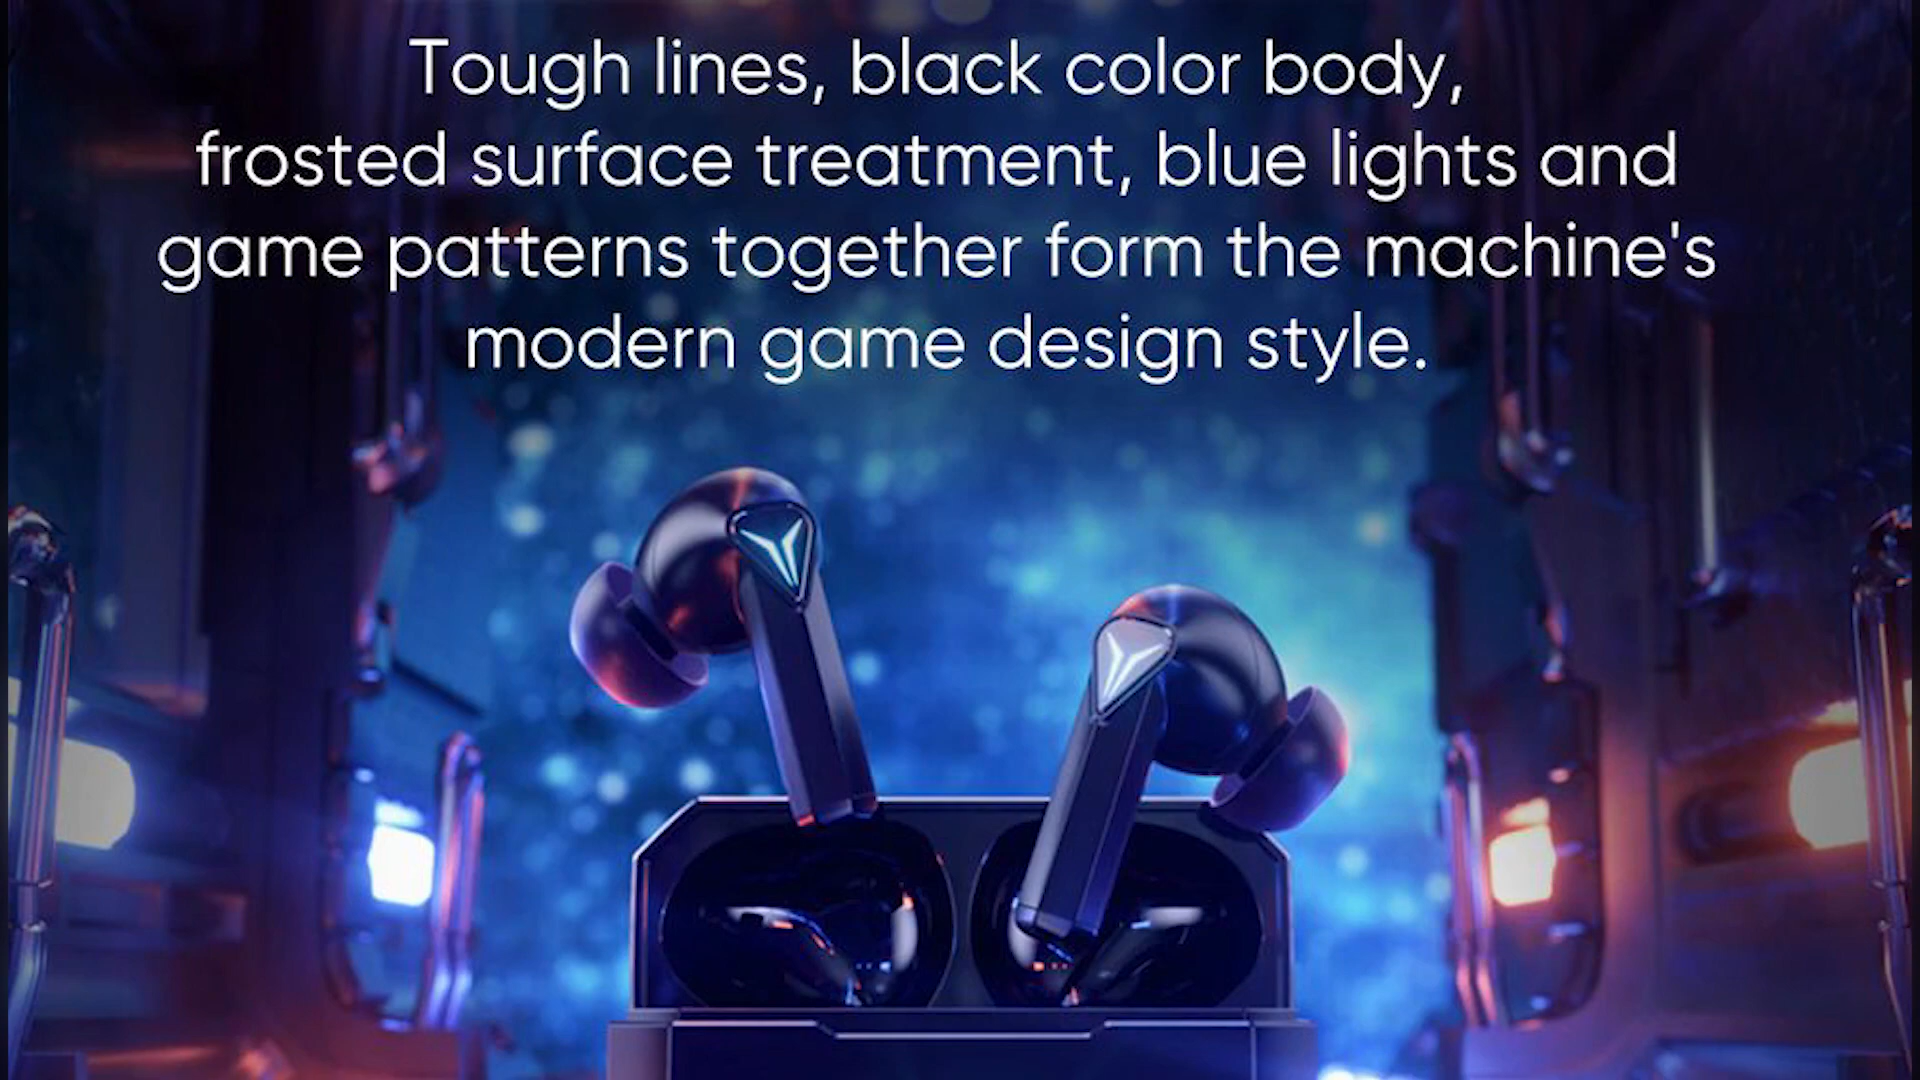 Tough lines, black color body,
frosted surface treatment, blue lights and
game patterns together form the machine's
modern game design style.